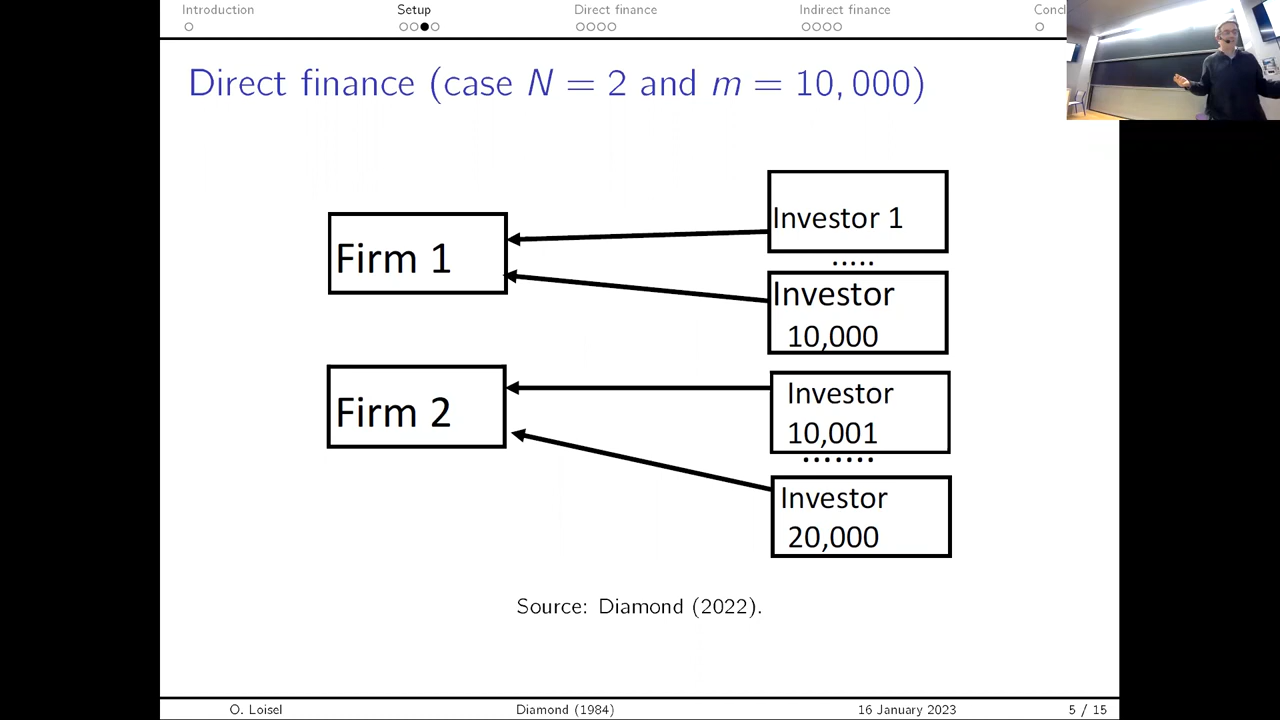 Introduction
Setup
Direct finance
Indirect finance
Concl
Direct finance (case N = 2 and m = 10,000)
Firm 1
Investor 1
.....
Investor
10,000
Firm 2
Investor
10,001
.......
Investor
20,000
Source: Diamond (2022).
O. Loisel
Diamond (1984)
16 January 2023
5 / 15